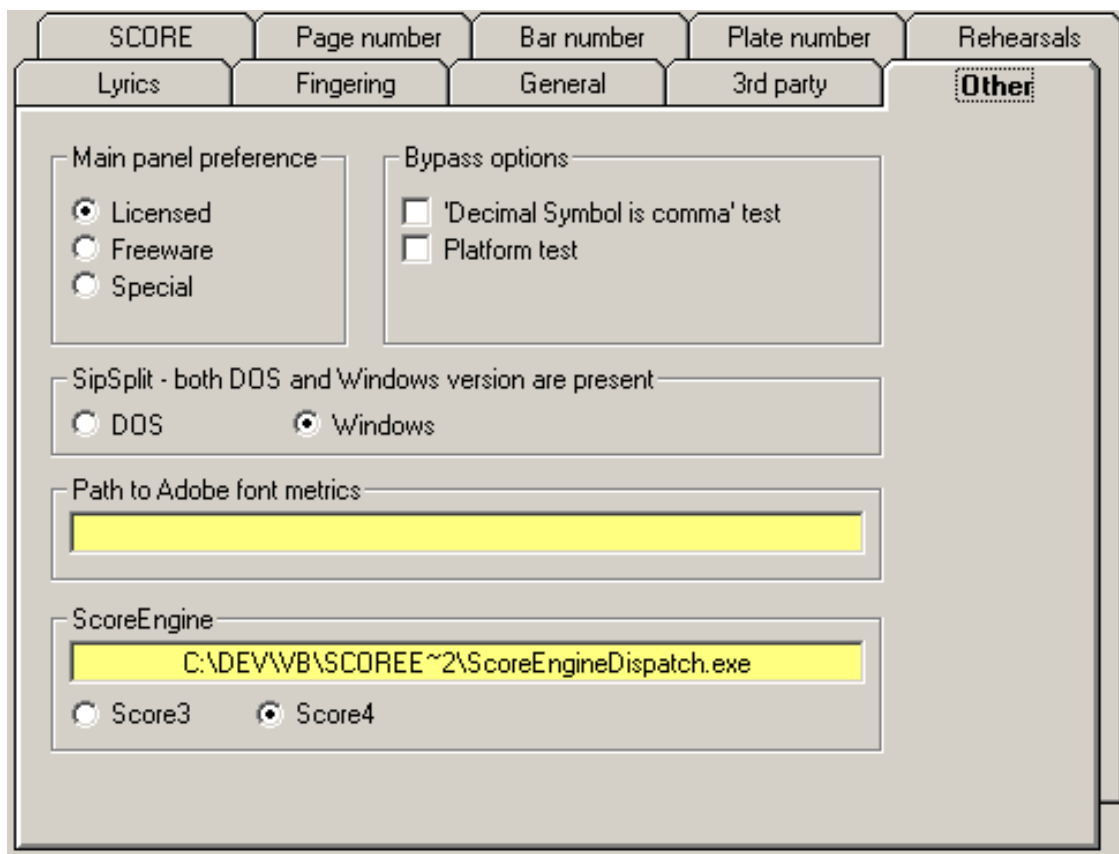 SCORE Page number Bar number Plate number Rehearsals
Lyrics Fingering General 3rd party Other
Main panel preference
Licensed
Freeware
Special
Bypass options
'Decimal Symbol is comma' test
Platform test
SipSplit - both DOS and Windows version are present
DOS Windows
Path to Adobe font metrics
ScoreEngine
C:\DEV\VB\SCOREE~2\ScoreEngineDispatch.exe
Score3 Score4